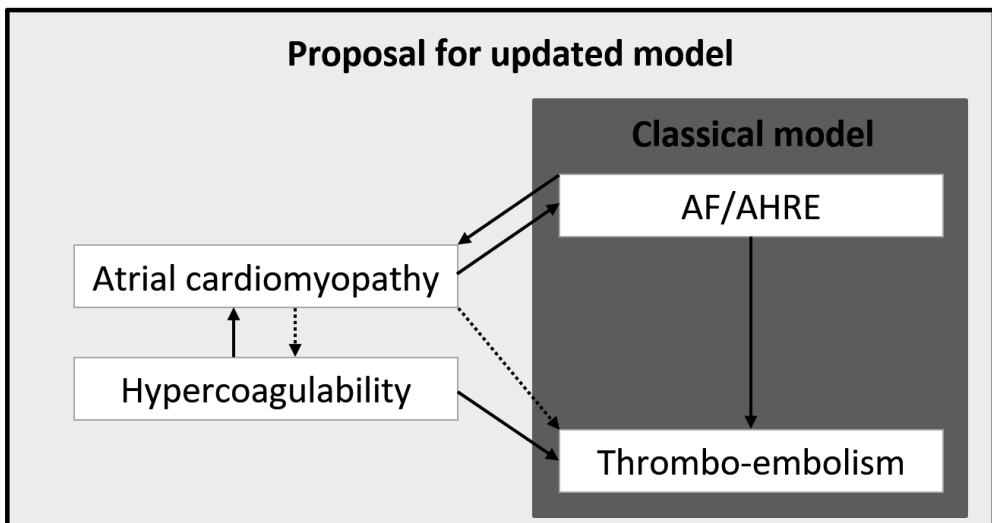 Proposal for updated model
Classical model
AF/AHRE
Atrial cardiomyopathy
Hypercoagulability
Thrombo-embolism